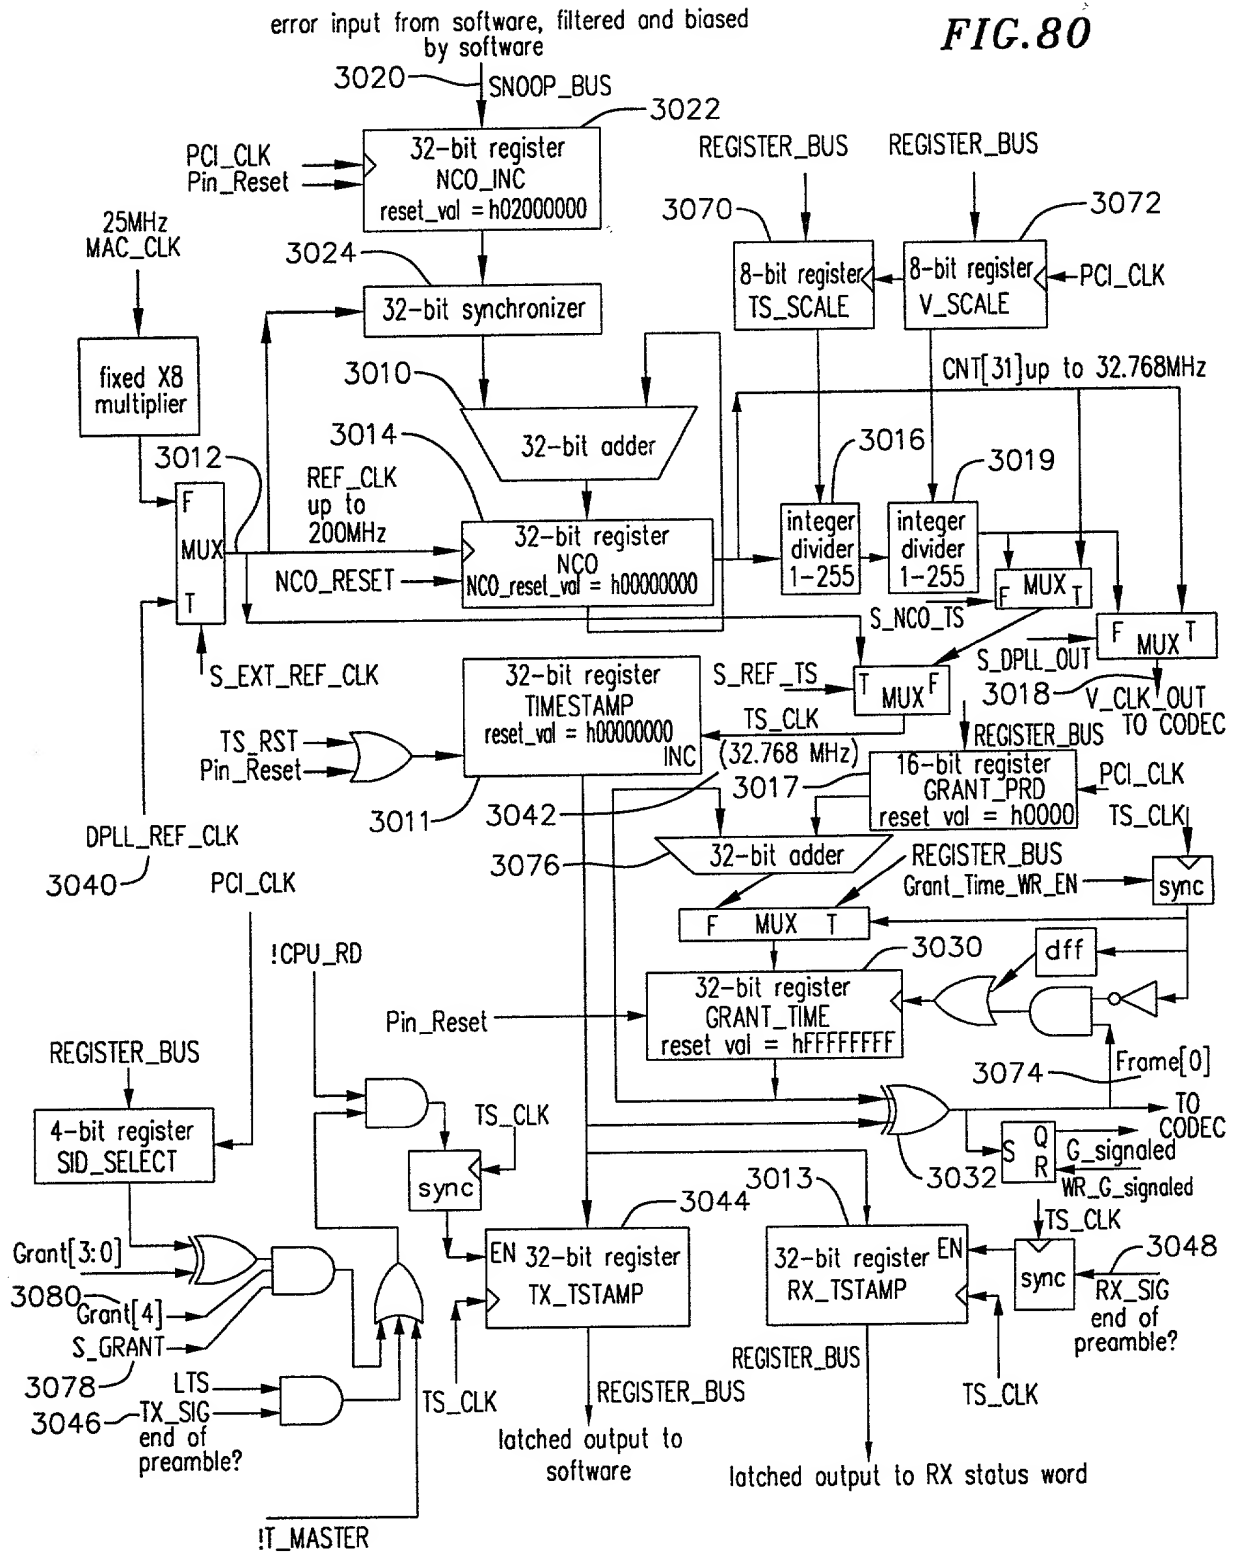 error input from software, filtered and biased
by software
FIG.80
3020
SNOOP_BUS
3022
PCI_CLK
Pin_Reset
32-bit register
NCO_INC
reset_val = h02000000
REGISTER_BUS
REGISTER_BUS
25MHz
MAC_CLK
3024
32-bit synchronizer
3070
3072
8-bit register
TS_SCALE
8-bit register
V_SCALE
PCI_CLK
fixed X8
multiplier
3010
32-bit adder
CNT[31]up to 32.768MHz
3012
3014
REF_CLK
up to
200MHz
3016
3019
F
MUX
T
32-bit register
NCO
NCO_reset_val = h00000000
NCO_RESET
integer
divider
1-255
integer
divider
1-255
F MUX T
S_NCO_TS
F MUX T
S_DPLL_OUT
3018
V_CLK_OUT
TO CODEC
S_EXT_REF_CLK
S_REF_TS
T MUX F
TS_CLK
(32.768 MHz)
32-bit register
TIMESTAMP
reset_val = h00000000
INC
TS_RST
Pin_Reset
3011
3042
3017
REGISTER_BUS
16-bit register
GRANT_PRD
reset val = h0000
PCI_CLK
TS_CLK
DPLL_REF_CLK
3040
3076
32-bit adder
REGISTER_BUS
Grant_Time_WR_EN
sync
PCI_CLK
F MUX T
!CPU_RD
3030
dff
Pin_Reset
32-bit register
GRANT_TIME
reset val = hFFFFFFFF
REGISTER_BUS
3074
Frame[0]
4-bit register
SID_SELECT
TS_CLK
sync
3032
TO
CODEC
S Q
R
G_signaled
WR_G_signaled
3044
3013
TS_CLK
Grant[3:0]
3080
Grant[4]
S_GRANT
3078
EN 32-bit register
TX_TSTAMP
32-bit register EN
RX_TSTAMP
sync
3048
RX_SIG
end of
preamble?
LTS
3046
TX_SIG
end of
preamble?
TS_CLK
REGISTER_BUS
REGISTER_BUS
TS_CLK
latched output to
software
latched output to RX status word
!T_MASTER